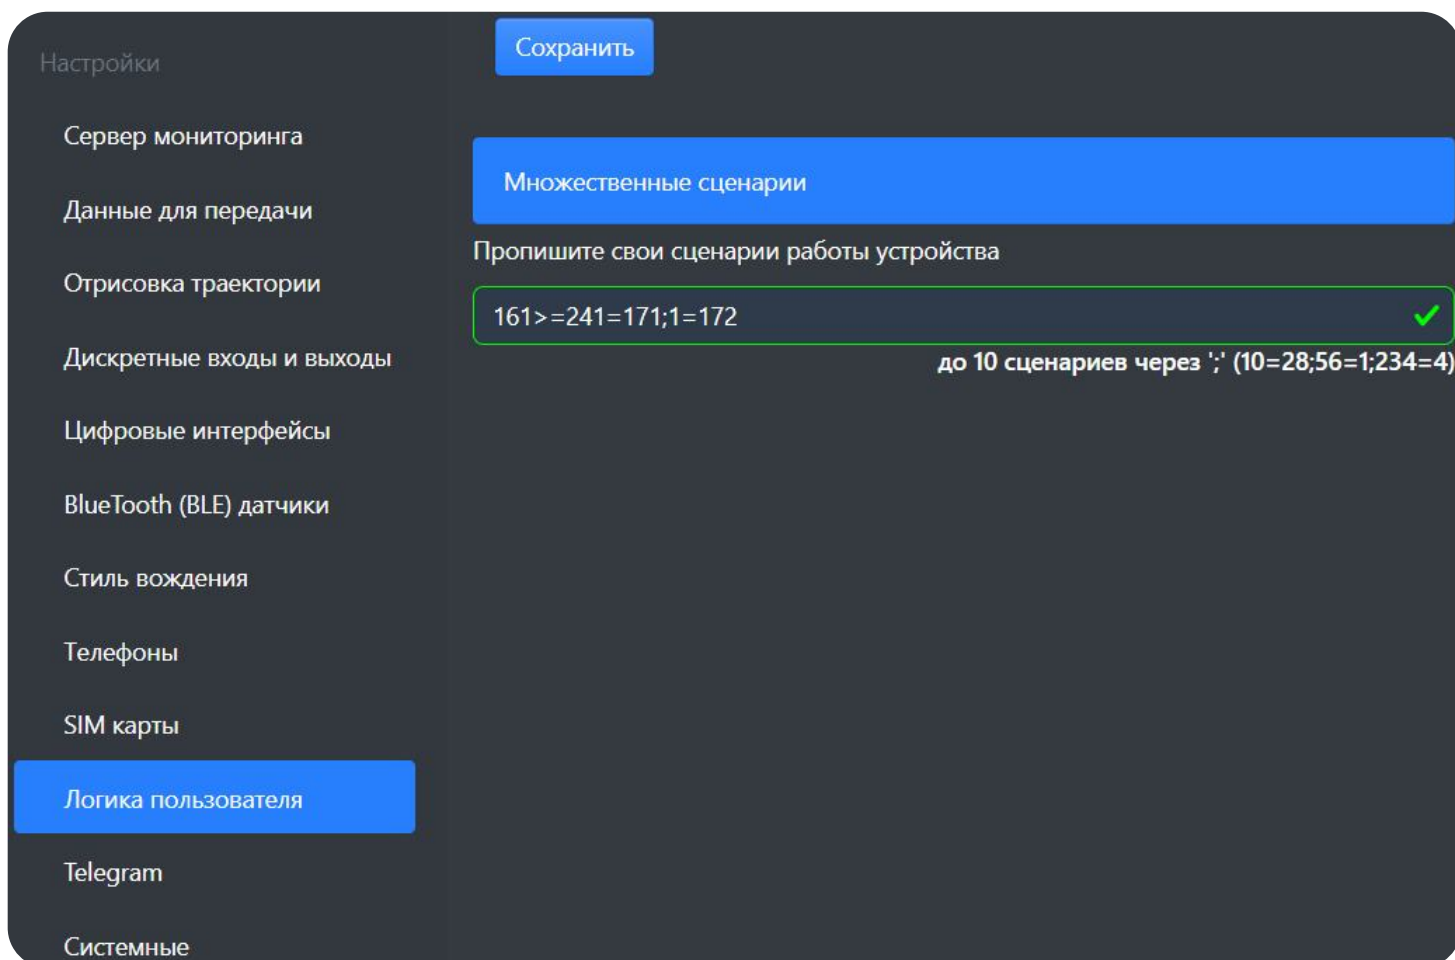 Настройки
Сервер мониторинга
Данные для передачи
Отрисовка траектории
Дискретные входы и выходы
Цифровые интерфейсы
BlueTooth (BLE) датчики
Стиль вождения
Телефоны
SIM карты
Логика пользователя
Telegram
Системные
Сохранить
Множественные сценарии
Пропишите свои сценарии работы устройства
161>=241=171;1=172
до 10 сценариев через ';' (10=28;56=1;234=4)